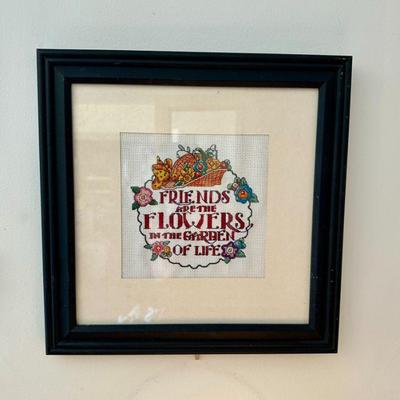 FRIENDS
ARE THE
FLOWERS
IN THE GARDEN
OF LIFE